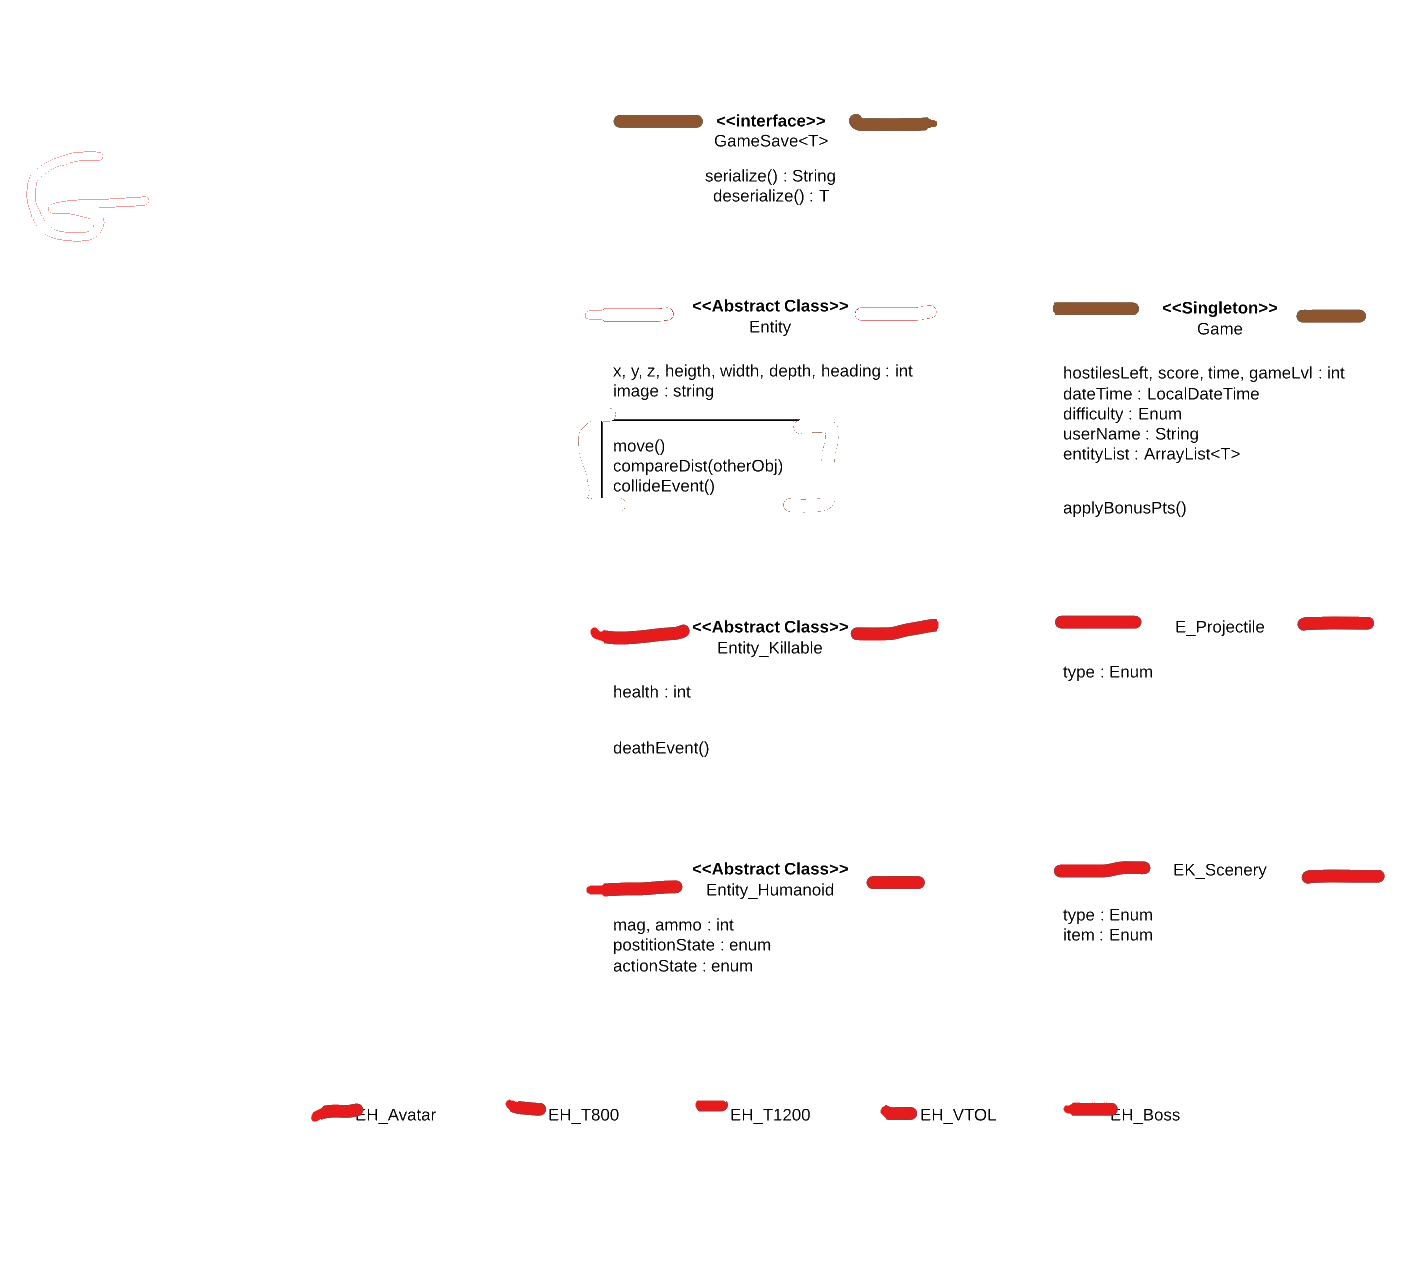 <<interface>>
GameSave<T>
serialize() : String
deserialize() : T
<<Abstract Class>>
Entity
x, y, z, heigth, width, depth, heading : int
image : string
move()
compareDist(otherObj)
collideEvent()
<<Singleton>>
Game
hostilesLeft, score, time, gameLvl : int
dateTime : LocalDateTime
difficulty : Enum
userName : String
entityList : ArrayList<T>
applyBonusPts()
<<Abstract Class>>
Entity_Killable
health : int
deathEvent()
E_Projectile
type : Enum
<<Abstract Class>>
Entity_Humanoid
mag, ammo : int
postitionState : enum
actionState : enum
EK_Scenery
type : Enum
item : Enum
EH_Avatar
EH_T800
EH_T1200
EH_VTOL
EH_Boss